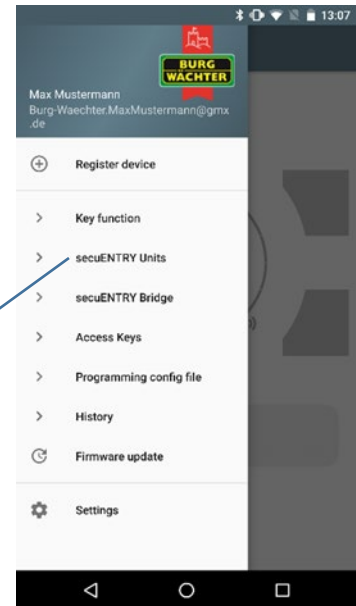 13:07
BURG
WÄCHTER
Max Mustermann
Burg-Waechter.MaxMustermann@gmx
.de
Register device
Key function
secuENTRY Units
secuENTRY Bridge
Access Keys
Programming config file
History
Firmware update
Settings